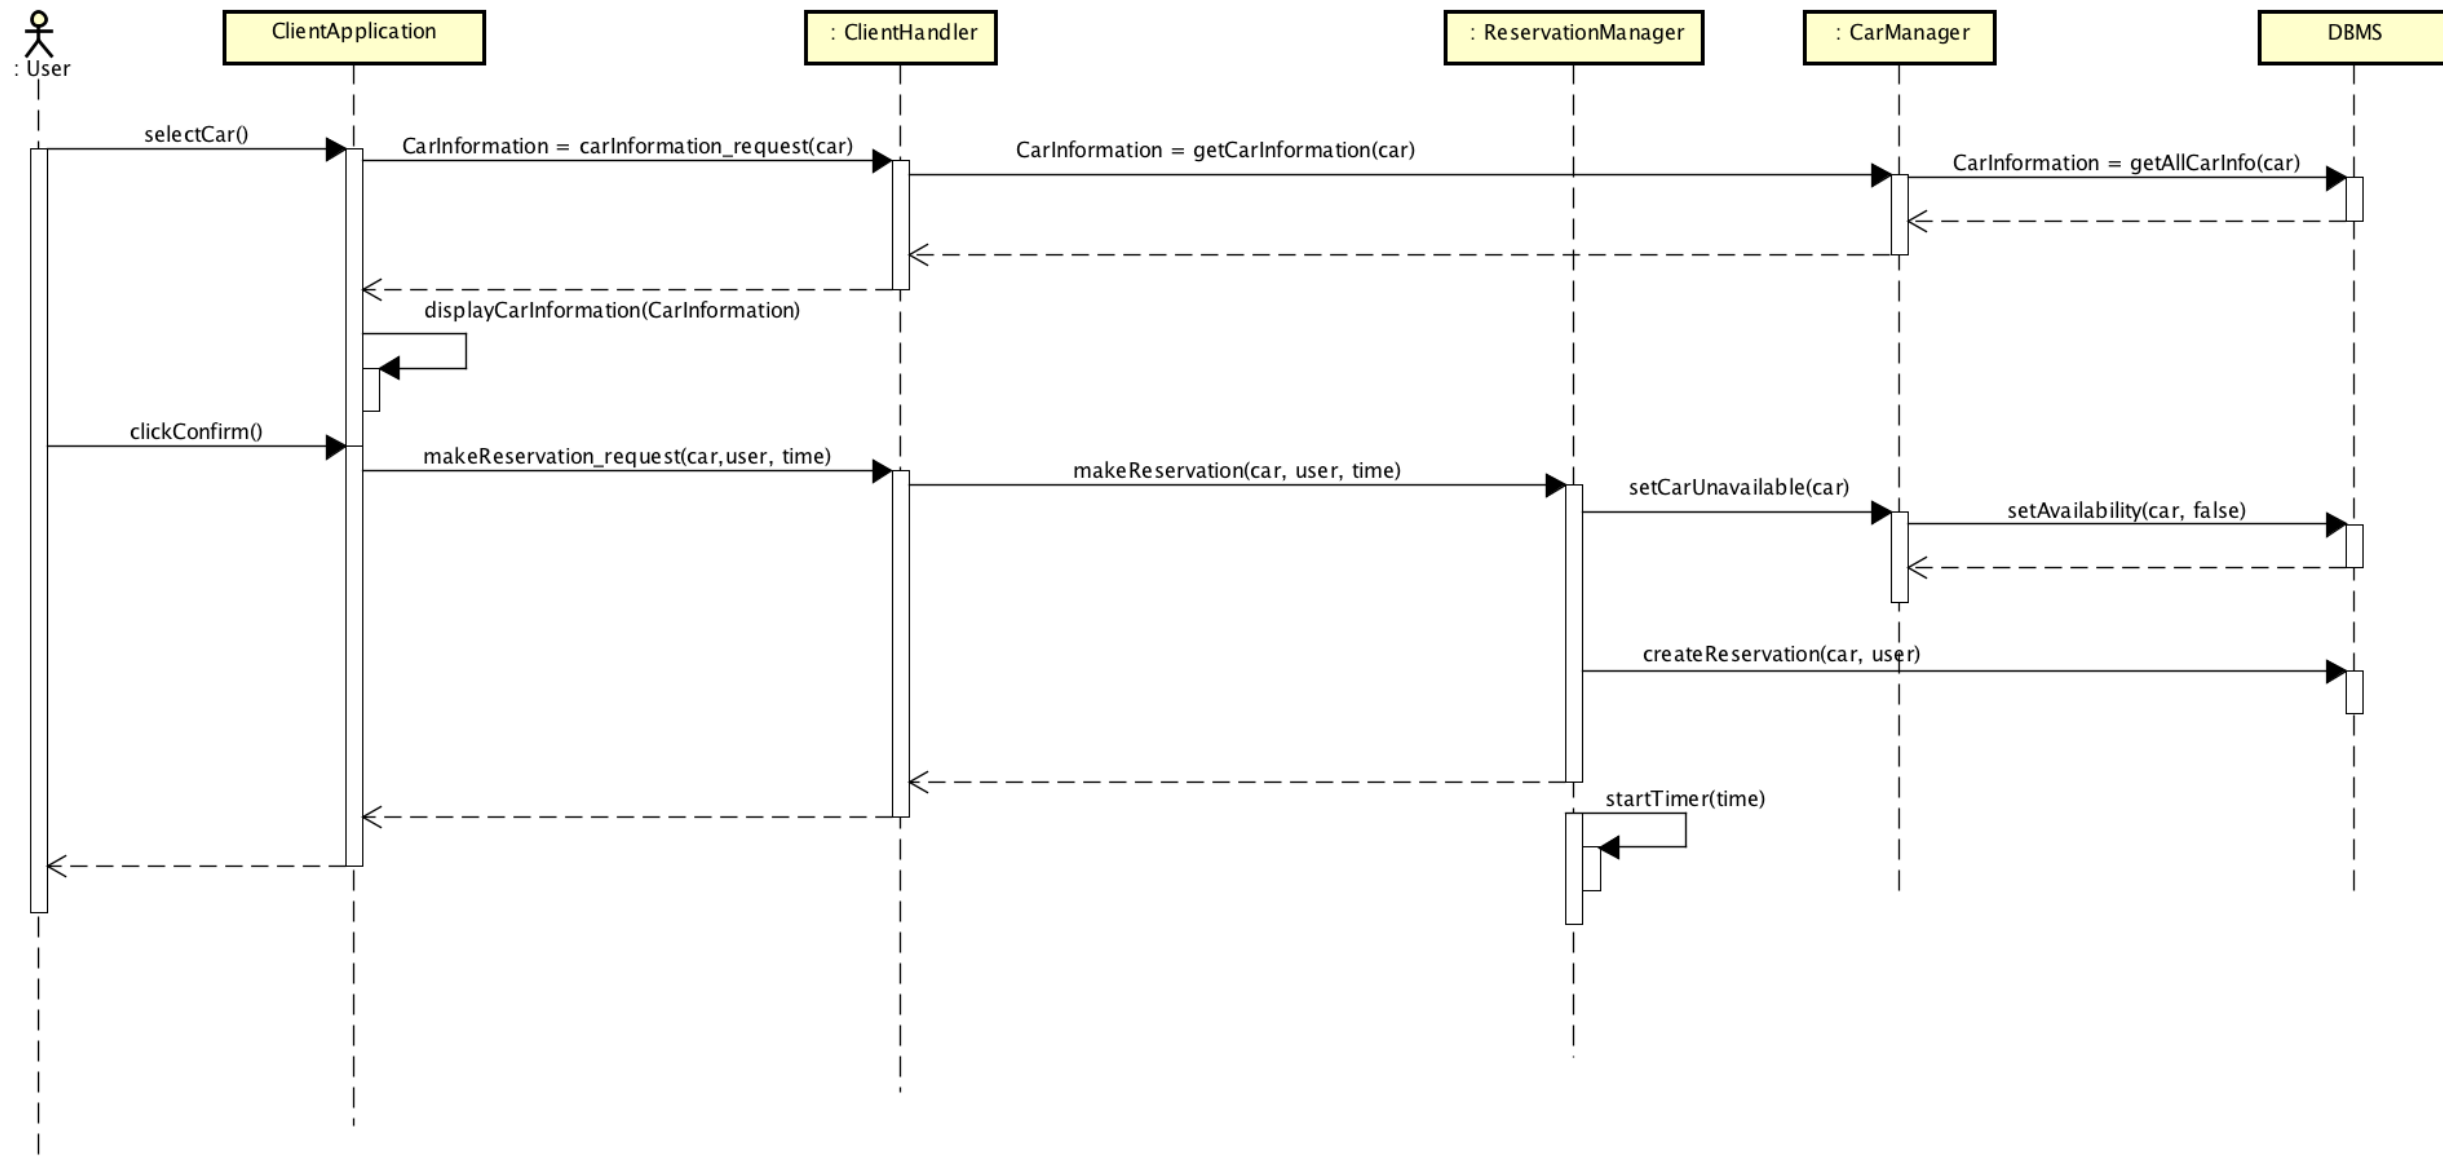 : User
ClientApplication
: ClientHandler
: ReservationManager
: CarManager
DBMS
selectCar()
CarInformation = carInformation_request(car)
CarInformation = getCarInformation(car)
CarInformation = getAllCarInfo(car)
displayCarInformation(CarInformation)
clickConfirm()
makeReservation_request(car,user, time)
makeReservation(car, user, time)
setCarUnavailable(car)
setAvailability(car, false)
createReservation(car, user)
startTimer(time)